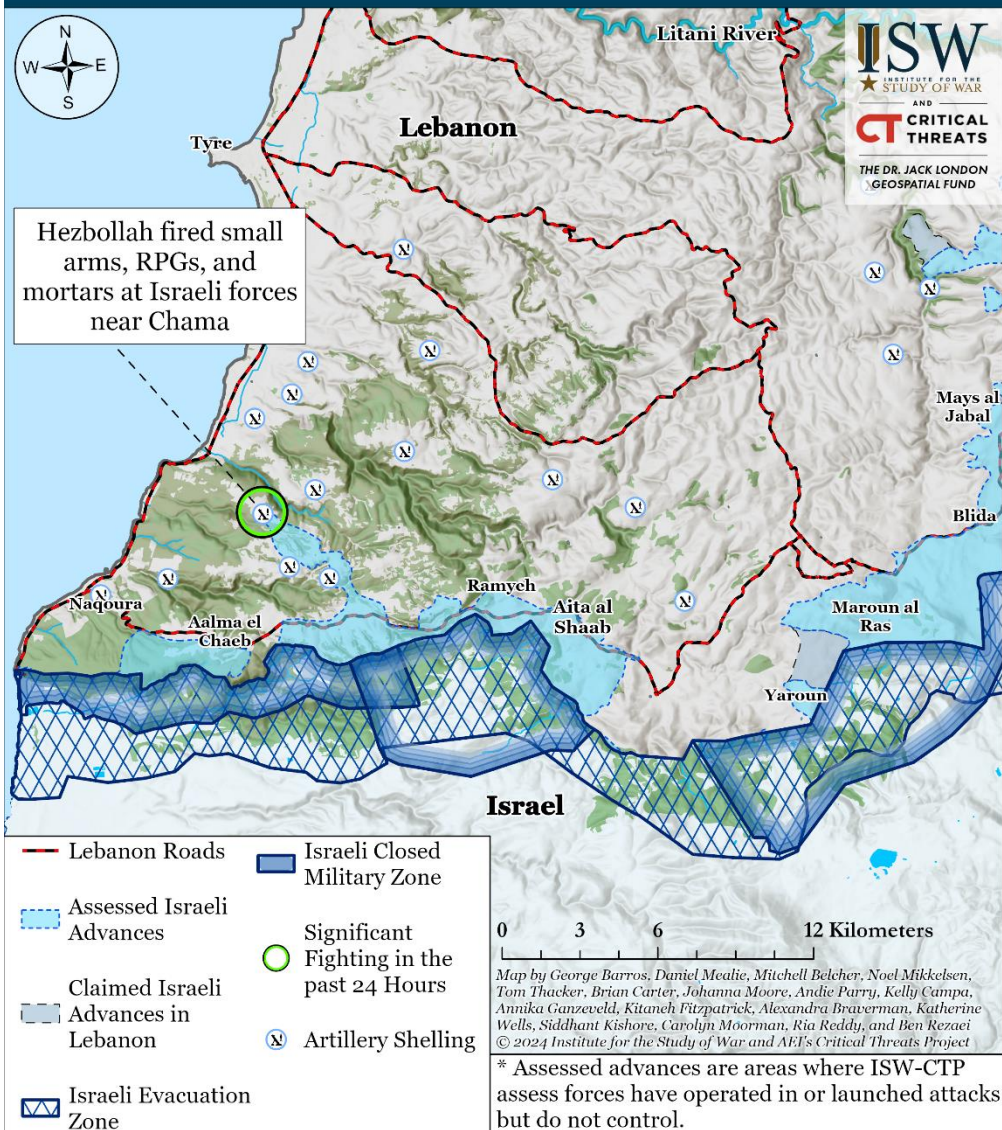 N
W E
S
Litani River
ISW
INSTITUTE FOR THE
STUDY OF WAR
AND
CT CRITICAL
THREATS
THE DR. JACK LONDON
GEOSPATIAL FUND
Lebanon
Tyre
Hezbollah fired small
arms, RPGs, and
mortars at Israeli forces
near Chama
Mays al
Jabal
Blida
Naqoura
Aalma el
Chaeb
Ramyeh
Aita al
Shaab
Maroun al
Ras
Yaroun
Israel
Lebanon Roads
Assessed Israeli
Advances
Claimed Israeli
Advances in
Lebanon
Israeli Evacuation
Zone
Israeli Closed
Military Zone
Significant
Fighting in the
past 24 Hours
Artillery Shelling
0 3 6 12 Kilometers
Map by George Barros, Daniel Mealie, Mitchell Belcher, Noel Mikkelsen,
Tom Thacker, Brian Carter, Johanna Moore, Andie Parry, Kelly Campa,
Annika Ganzeveld, Kitaneh Fitzpatrick, Alexandra Braverman, Katherine
Wells, Siddhant Kishore, Carolyn Moorman, Ria Reddy, and Ben Rezaei
© 2024 Institute for the Study of War and AEI's Critical Threats Project
* Assessed advances are areas where ISW-CTP
assess forces have operated in or launched attacks
but do not control.